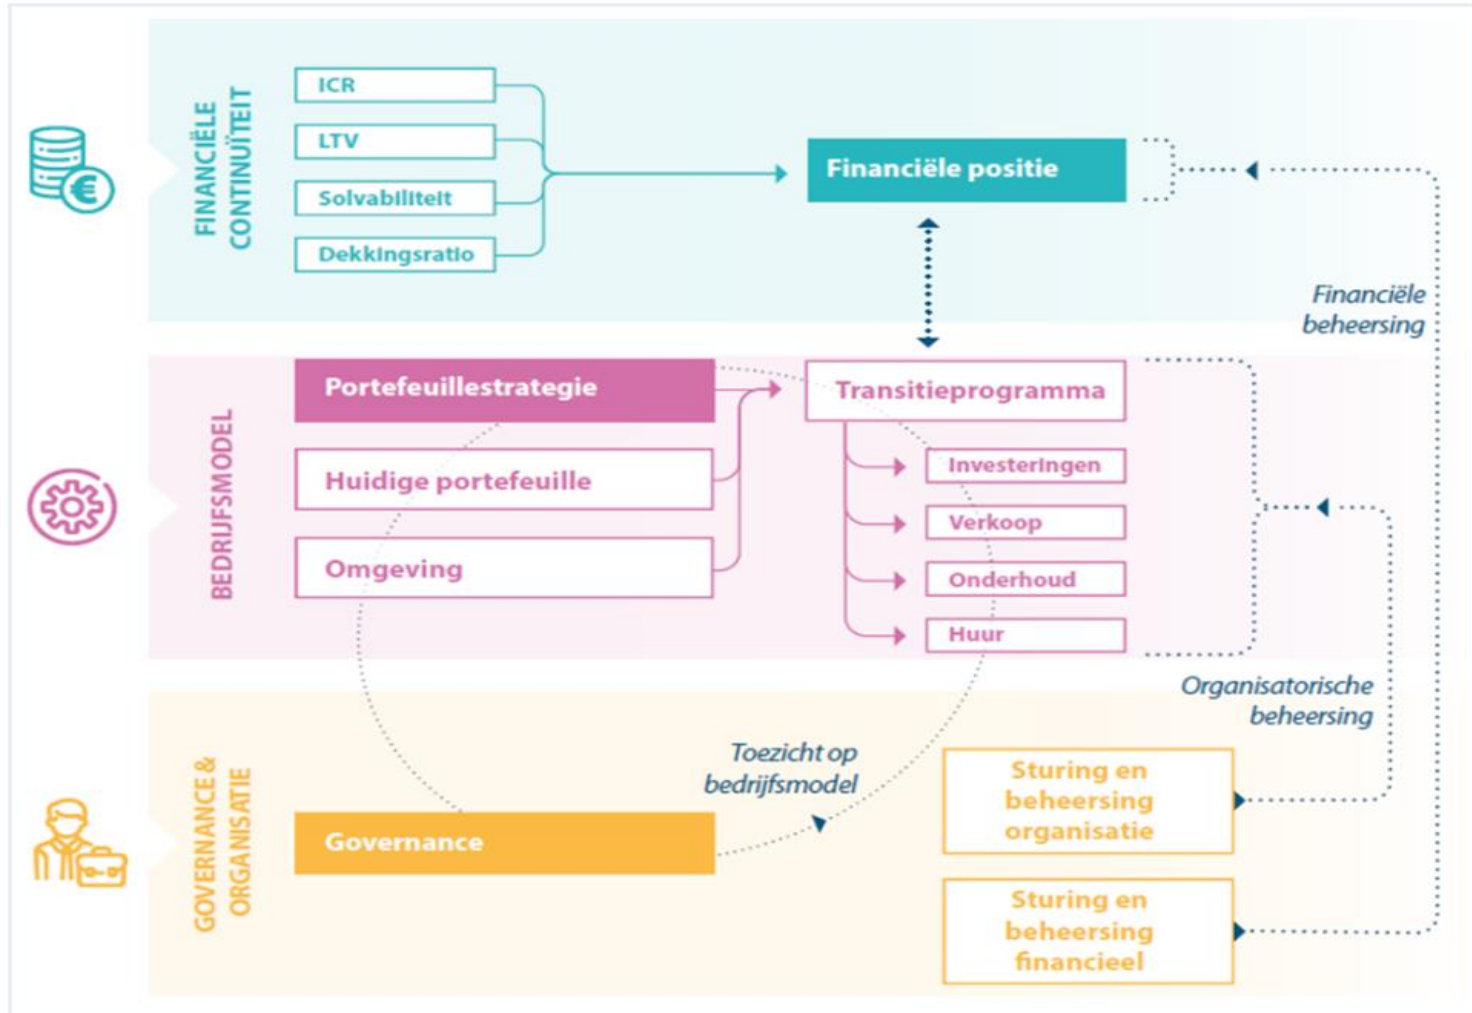 FINANCIËLE
CONTINUÏTEIT
ICR
LTV
Solvabiliteit
Dekkingsratio
Financiële positie
Financiële
beheersing
BEDRIJFSMODEL
Portefeuillestrategie
Huidige portefeuille
Omgeving
Transitieprogramma
Investeringen
Verkoop
Onderhoud
Huur
Organisatorische
beheersing
GOVERNANCE &
ORGANISATIE
Governance
Toezicht op
bedrijfsmodel
Sturing en
beheersing
organisatie
Sturing en
beheersing
financieel